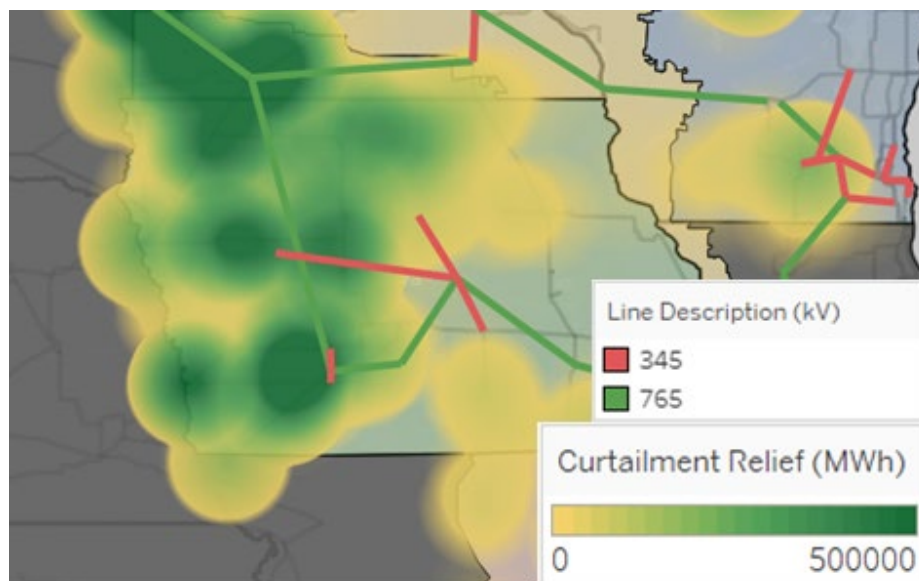 Line Description (kV)
345
765
Curtailment Relief (MWh)
0 500000